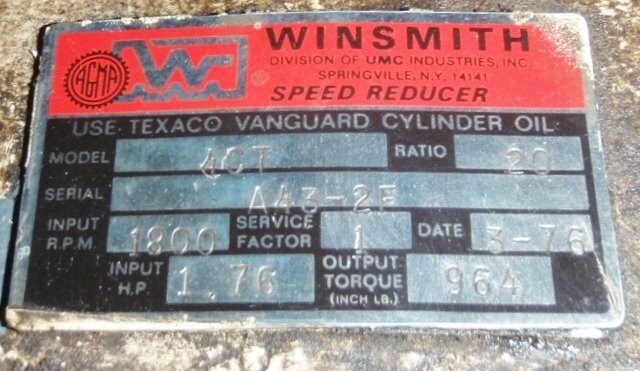 AGMA W ® WINSMITH
DIVISION OF UMC INDUSTRIES, INC.
SPRINGVILLE, N.Y. 14141
SPEED REDUCER
USE TEXACO VANGUARD CYLINDER OIL
MODEL 4CT RATIO 20
SERIAL A43-2F
INPUT R.P.M. 1800 SERVICE FACTOR 1 DATE 3-76
INPUT H.P. 1.76 OUTPUT TORQUE (INCH LB.) 964